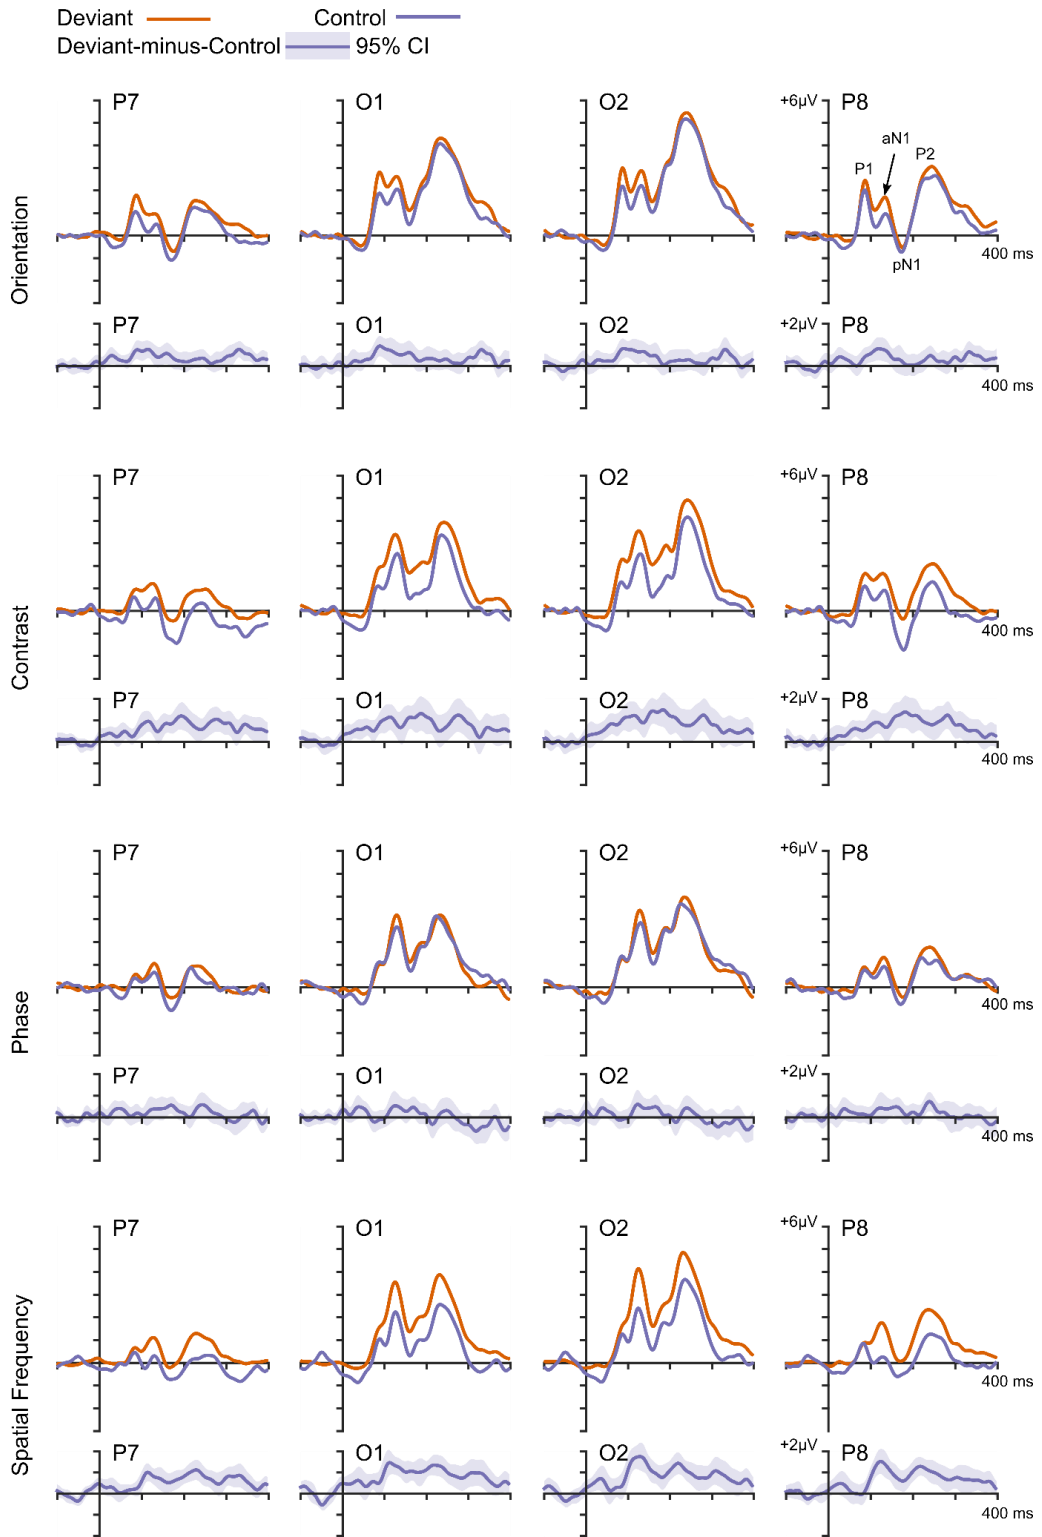 Deviant Control
Deviant-minus-Control 95% CI
Orientation
P7 O1 O2 +6μV P8
P1 aN1 P2
pN1
400 ms
P7 O1 O2 +2μV P8
400 ms
Contrast
P7 O1 O2 +6μV P8
400 ms
P7 O1 O2 +2μV P8
400 ms
Phase
P7 O1 O2 +6μV P8
400 ms
P7 O1 O2 +2μV P8
400 ms
Spatial Frequency
P7 O1 O2 +6μV P8
400 ms
P7 O1 O2 +2μV P8
400 ms